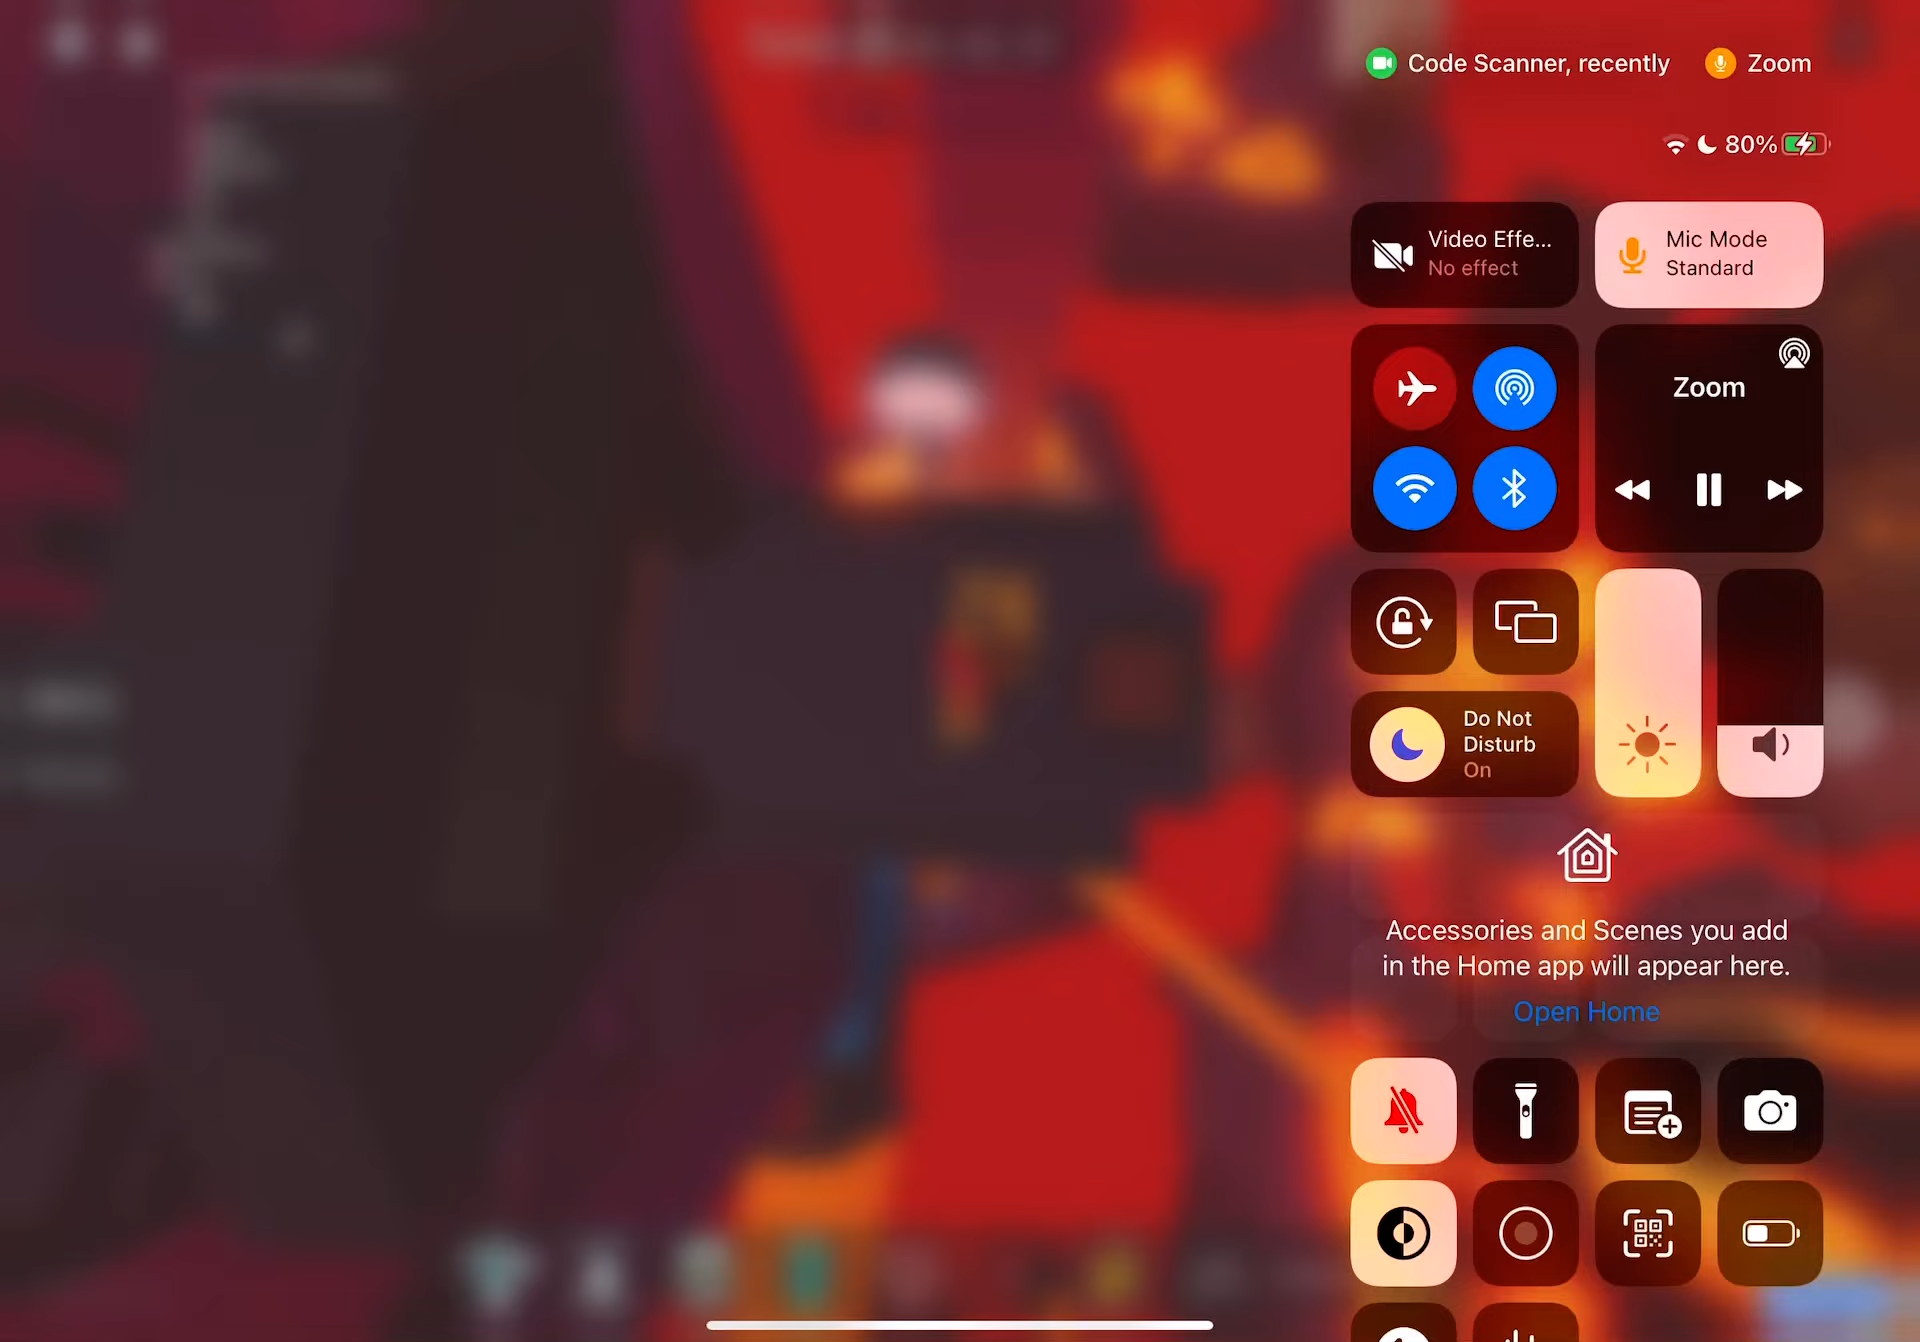 Code Scanner, recently Zoom
80%
Video Effe...
No effect
Mic Mode
Standard
Zoom
Do Not
Disturb
On
Accessories and Scenes you add
in the Home app will appear here.
Open Home